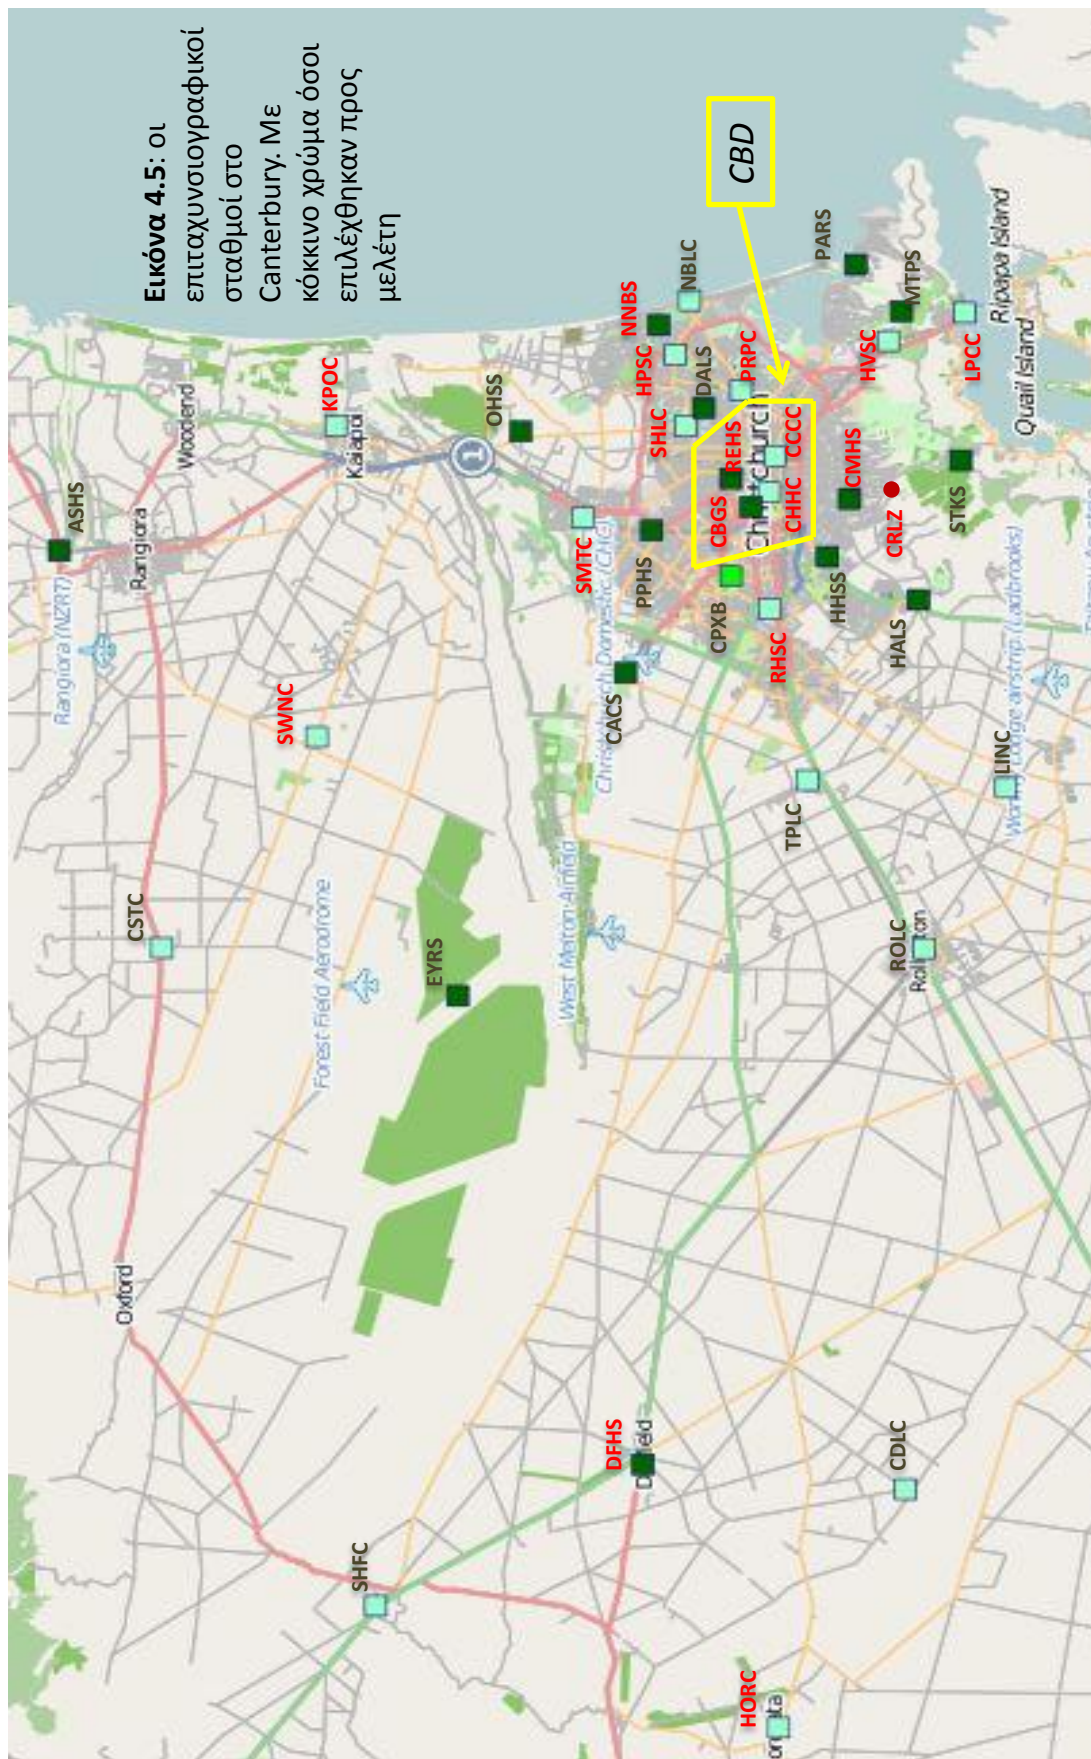 Εικόνα 4.5: οι
επιταχυνσιογραφικοί
σταθμοί στο
Canterbury. Με
κόκκινο χρώμα όσοι
επιλέχθηκαν προς
μελέτη
CBD
ASHS
Woodend
KPOC
Kaiapoi
Rangiora
Rangiora (NZRT)
OHSS
1
SWNC
CSTC
Forest Field Aerodrome
EYRS
Oxford
West Melton Airfield
SHFC
SMTC
PPHS
CACS
NNBS
HPSC
NBLC
SHLC
DALS
PRPC
REHS
CBGS
Christchurch
CCCC
CHHC
CPXB
RHSC
PARS
MTPS
HVSC
LPCC
Ripapa Island
Quail Island
CMHS
CRLZ
STKS
HHSS
HALS
TPLC
LINC
ROLC
DFHS
CDLC
HORC